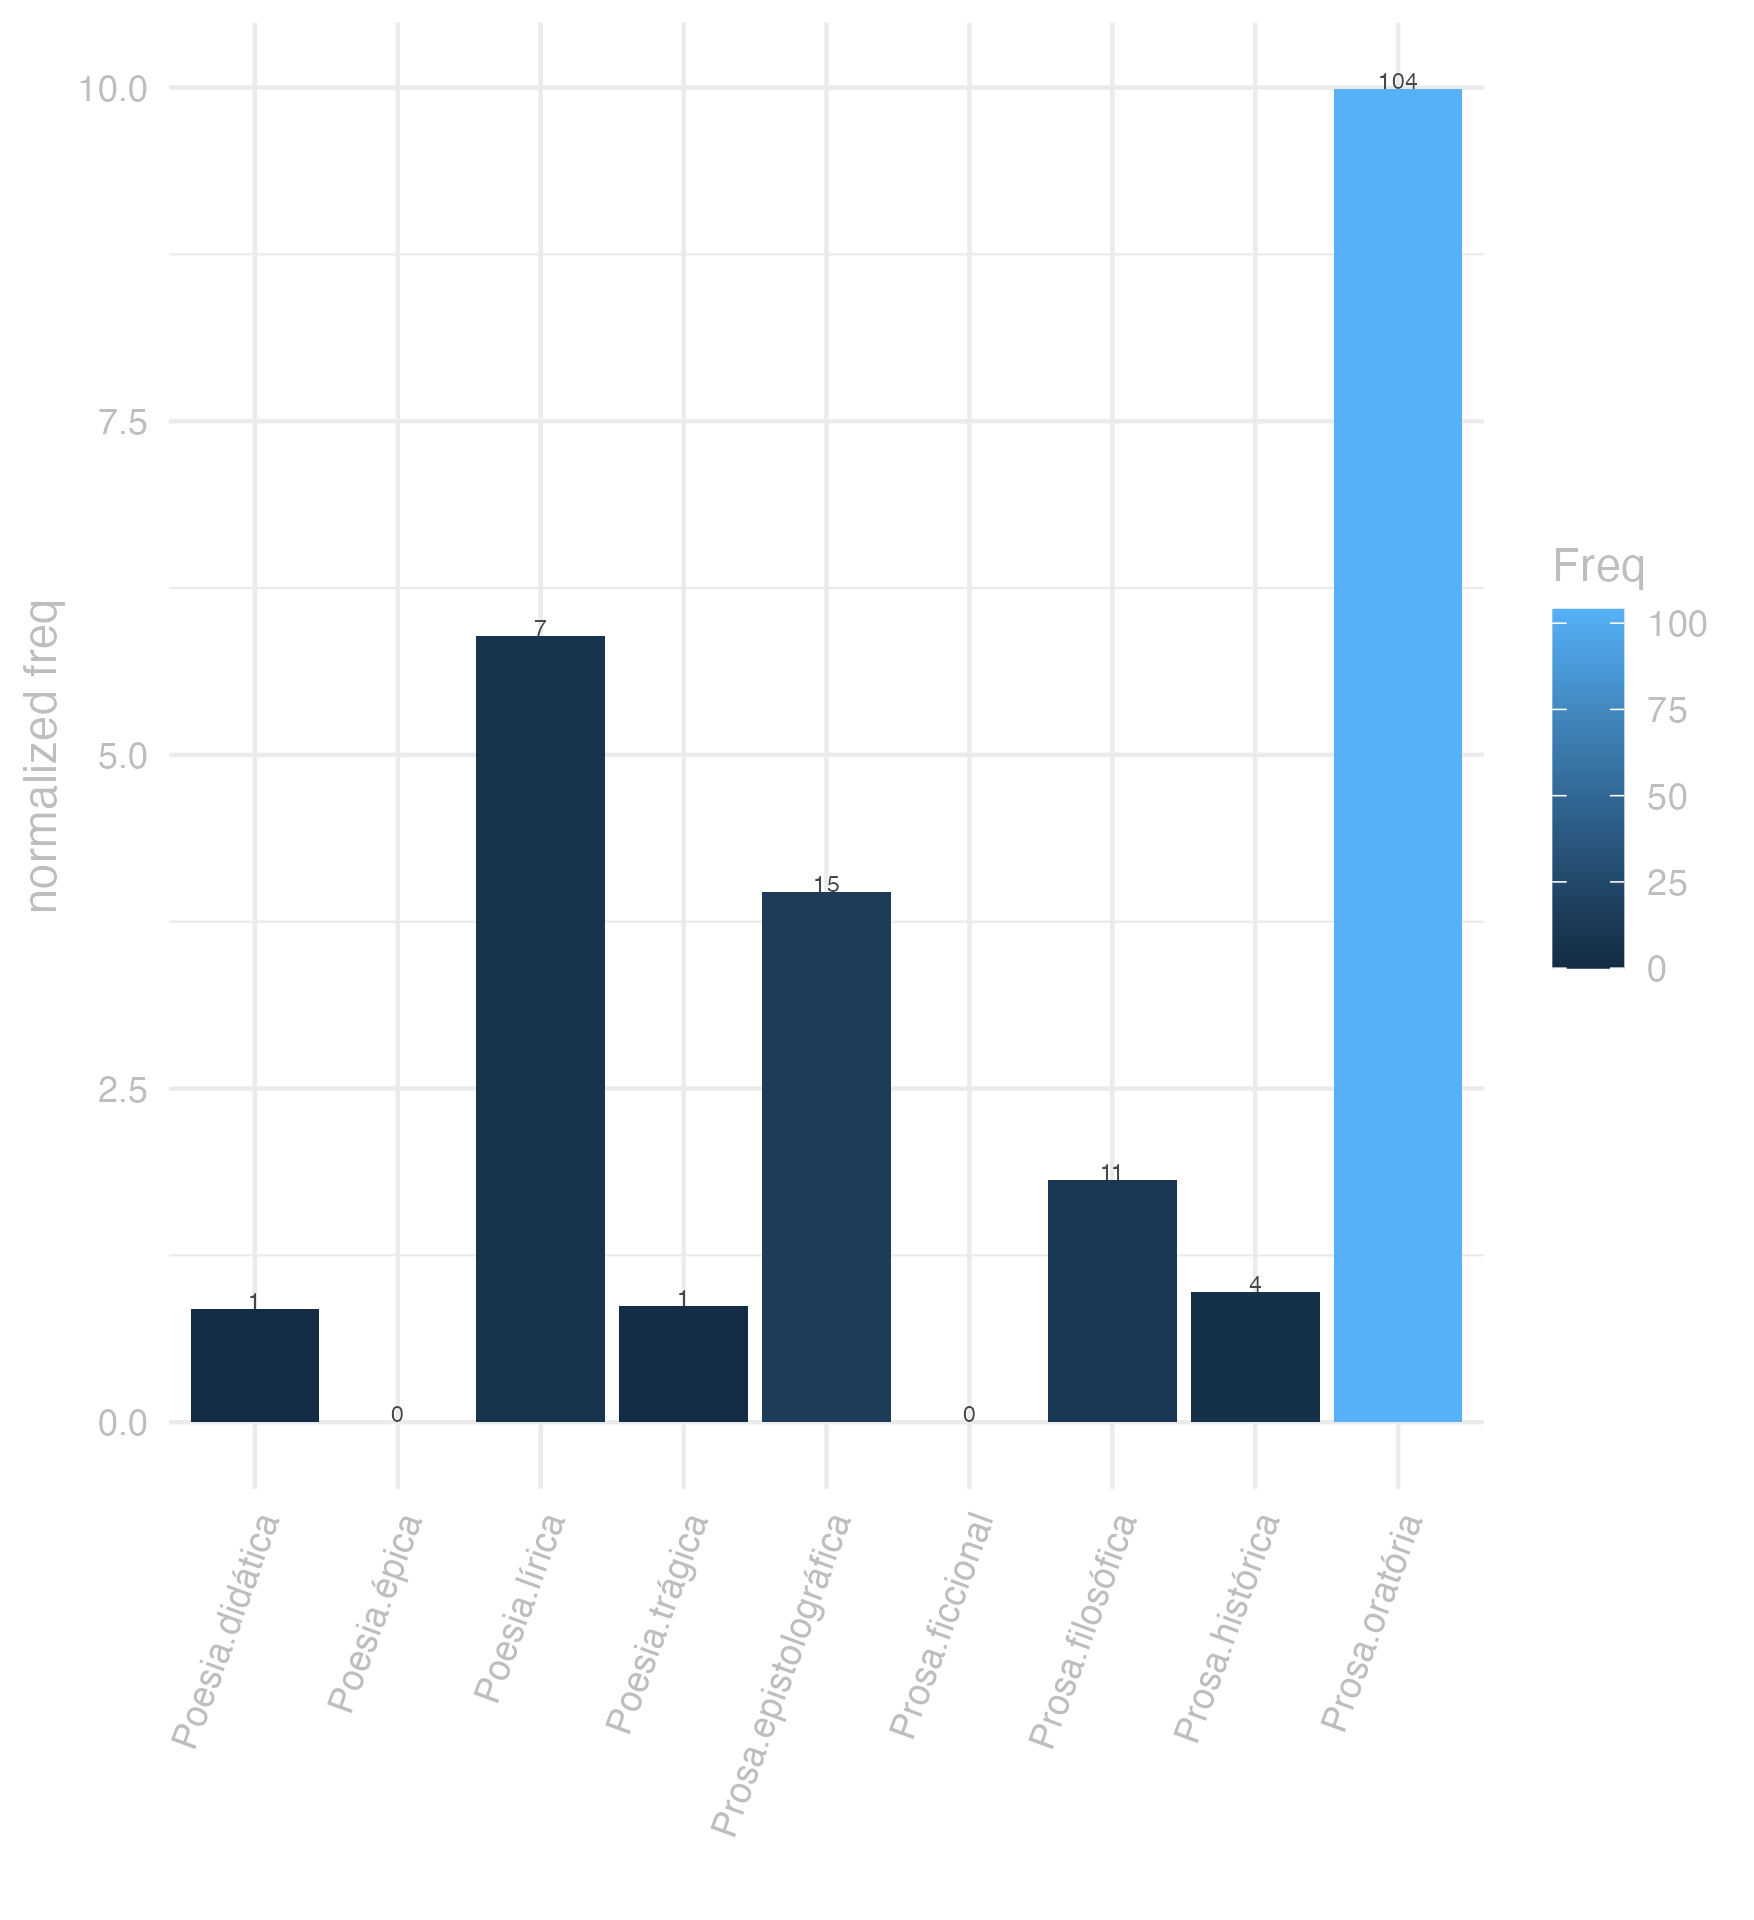 10.0
7.5
5.0
2.5
0.0
normalized freq
104
7
15
11
4
1
1
0
0
Poesia.didática
Poesia.épica
Poesia.lírica
Poesia.trágica
Prosa.epistolográfica
Prosa.ficcional
Prosa.filosófica
Prosa.histórica
Prosa.oratória
Freq
100
75
50
25
0